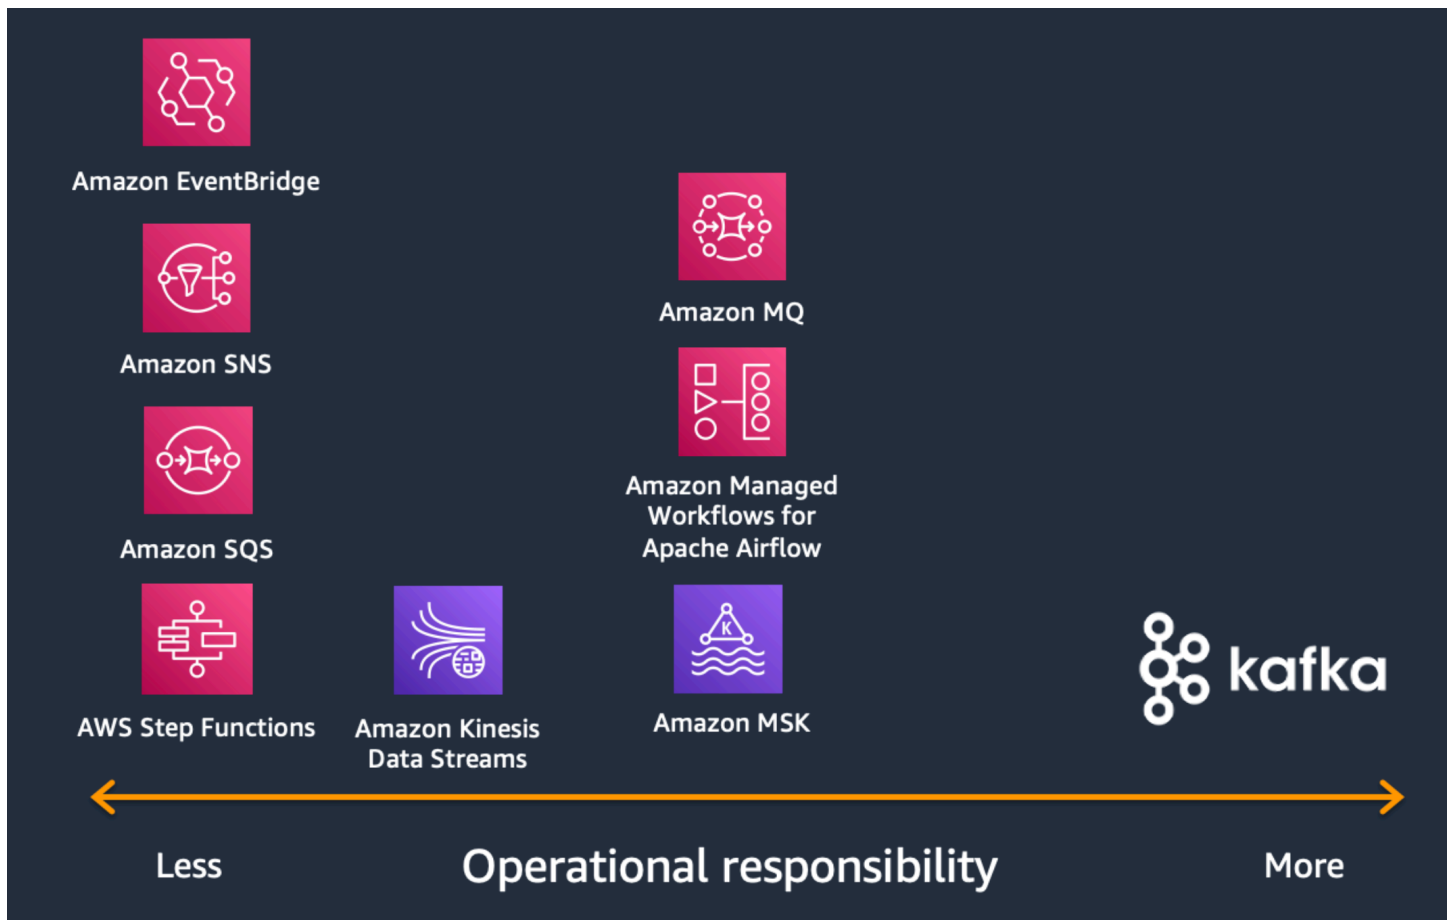 Amazon EventBridge
Amazon SNS
Amazon SQS
AWS Step Functions
Amazon Kinesis
Data Streams
Amazon MQ
Amazon Managed
Workflows for
Apache Airflow
K
Amazon MSK
kafka
Less
Operational responsibility
More